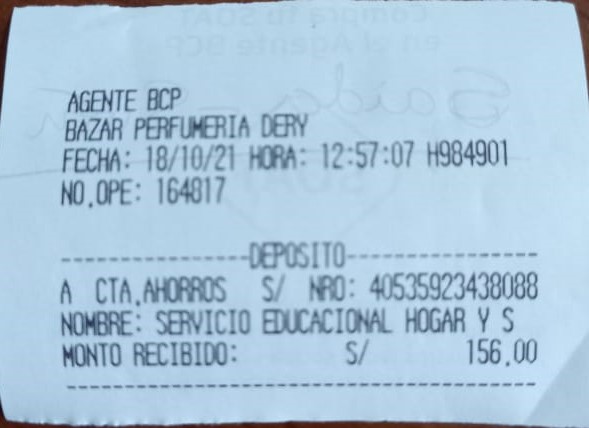 AGENTE BCP
BAZAR PERFUMERIA DERY
FECHA: 18/10/21 HORA: 12:57:07 H984901
NO.OPE: 164817
---------------DEPOSITO---------------
A CTA.AHORROS S/ NRO: 40535923438088
NOMBRE: SERVICIO EDUCACIONAL HOGAR Y S
MONTO RECIBIDO: S/ 156.00
--------------------------------------